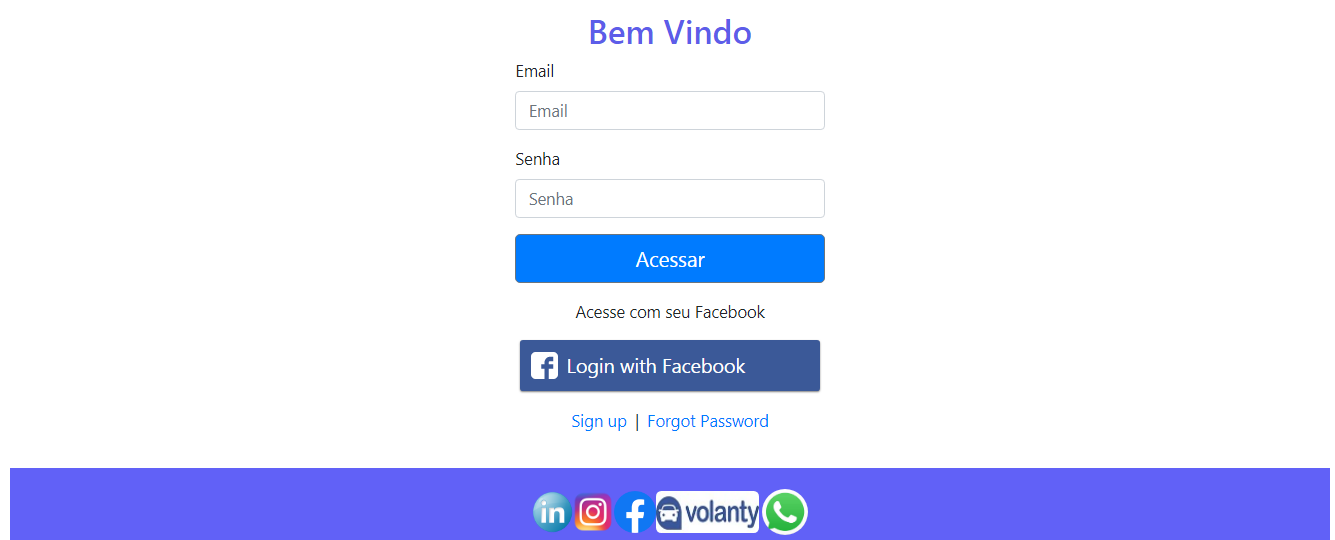 Bem Vindo
Email
Email
Senha
Senha
Acessar
Acesse com seu Facebook
Login with Facebook
Sign up | Forgot Password
in volanty